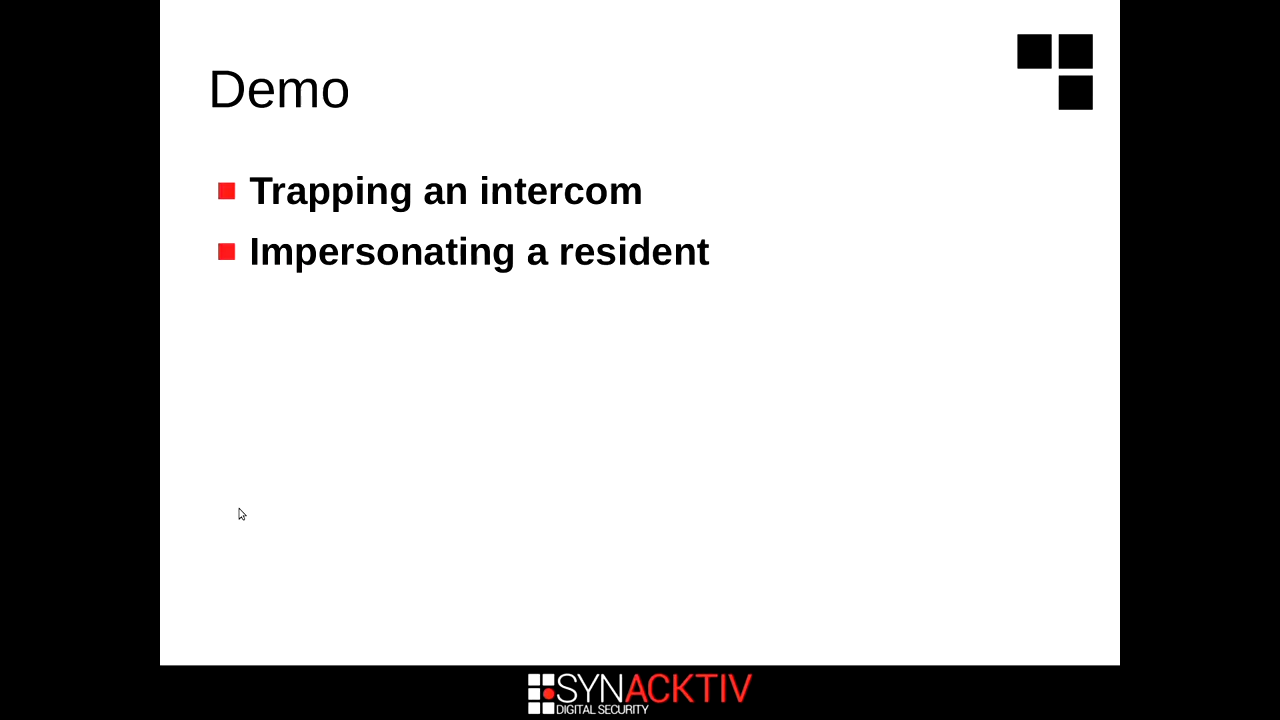 Demo
Trapping an intercom
Impersonating a resident
SYNACKTIV
DIGITAL SECURITY